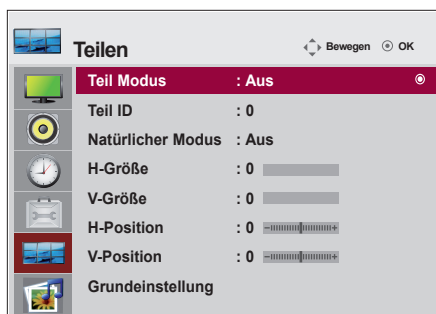 Teilen Bewegen OK
Teil Modus : Aus
Teil ID : 0
Natürlicher Modus : Aus
H-Größe : 0
V-Größe : 0
H-Position : 0 - +
V-Position : 0 - +
Grundeinstellung